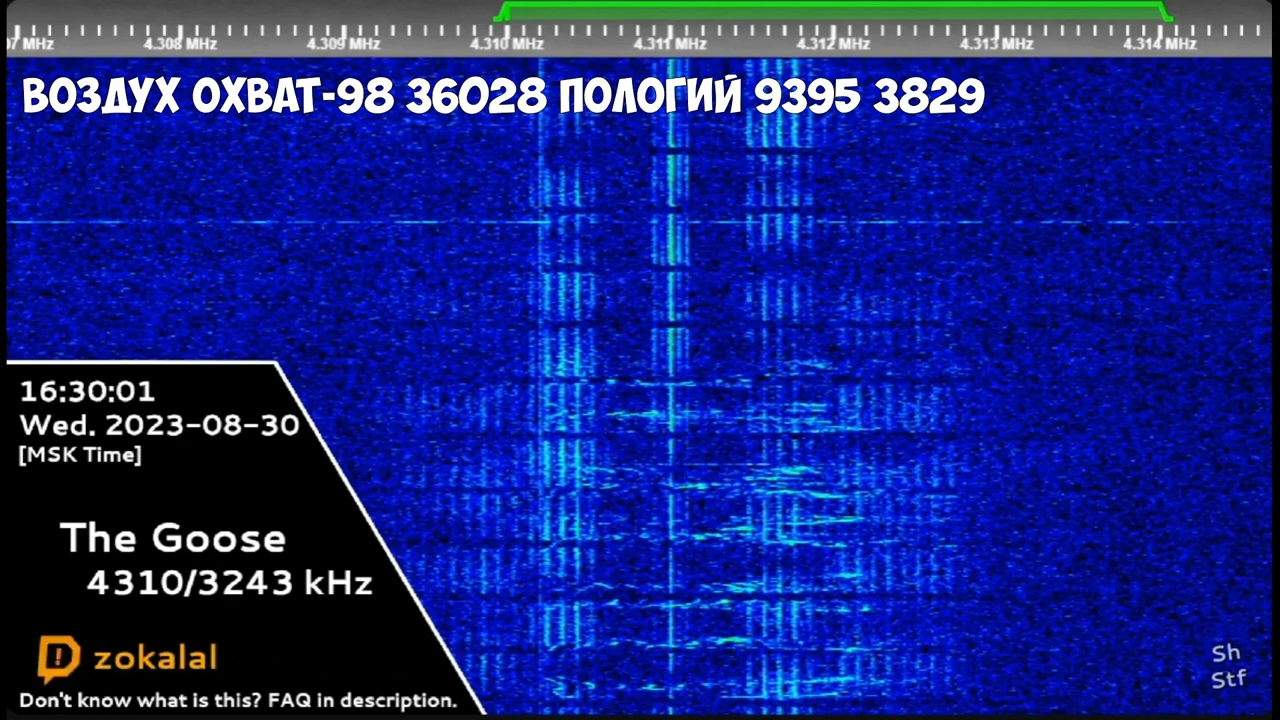 07 MHz 4.308 MHz 4.309 MHz 4.310 MHz 4.311 MHz 4.312 MHz 4.313 MHz 4.314 MHz
ВОЗДУХ ОХВАТ-98 36028 ПОЛОГИЙ 9395 3829
16:30:01
Wed. 2023-08-30
[MSK Time]
The Goose
4310/3243 kHz
zokalal
Don't know what is this? FAQ in description.
Sh
Stf